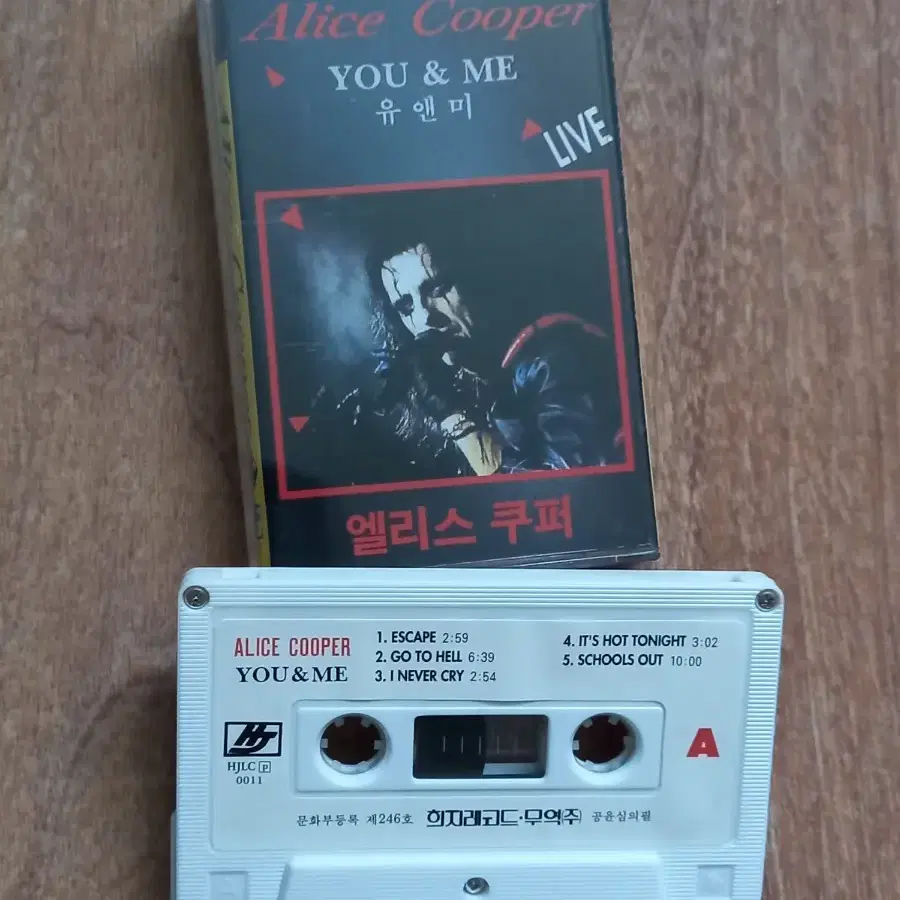 Alice Cooper
YOU & ME
유앤미
LIVE
엘리스 쿠퍼
ALICE COOPER
YOU & ME
1. ESCAPE 2:59
2. GO TO HELL 6:39
3. I NEVER CRY 2:54
4. IT'S HOT TONIGHT 3:02
5. SCHOOLS OUT 10:00
HJ
HJLC P
0011
A
문화부등록 제246호 희지레코드·무역(주) 공윤심의필